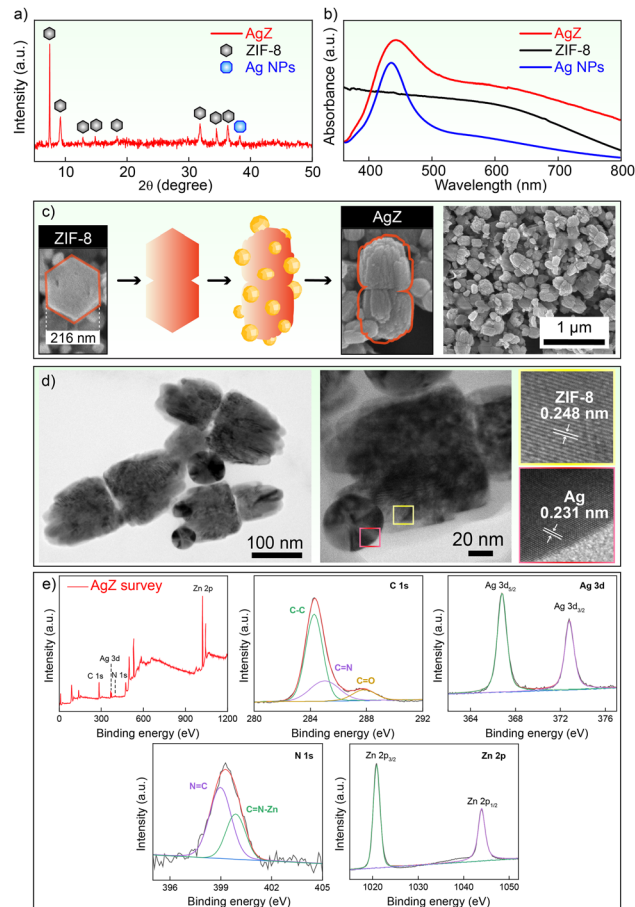 a)
AgZ
ZIF-8
Ag NPs
Intensity (a.u.)
10 20 30 40 50
2θ (degree)
b)
AgZ
ZIF-8
Ag NPs
Absorbance (a.u.)
400 500 600 700 800
Wavelength (nm)
c)
ZIF-8
216 nm
AgZ
1 µm
d)
100 nm
20 nm
ZIF-8
0.248 nm
Ag
0.231 nm
e)
AgZ survey
Zn 2p
Ag 3d
C 1s
N 1s
Intensity (a.u.)
0 300 600 900 1200
Binding energy (eV)
C 1s
C-C
C=N
C=O
Intensity (a.u.)
280 284 288 292
Binding energy (eV)
Ag 3d
Ag 3d5/2
Ag 3d3/2
Intensity (a.u.)
364 368 372 376
Binding energy (eV)
N 1s
N=C
C=N-Zn
Intensity (a.u.)
396 399 402 405
Binding energy (eV)
Zn 2p
Zn 2p3/2
Zn 2p1/2
Intensity (a.u.)
1020 1030 1040 1050
Binding energy (eV)